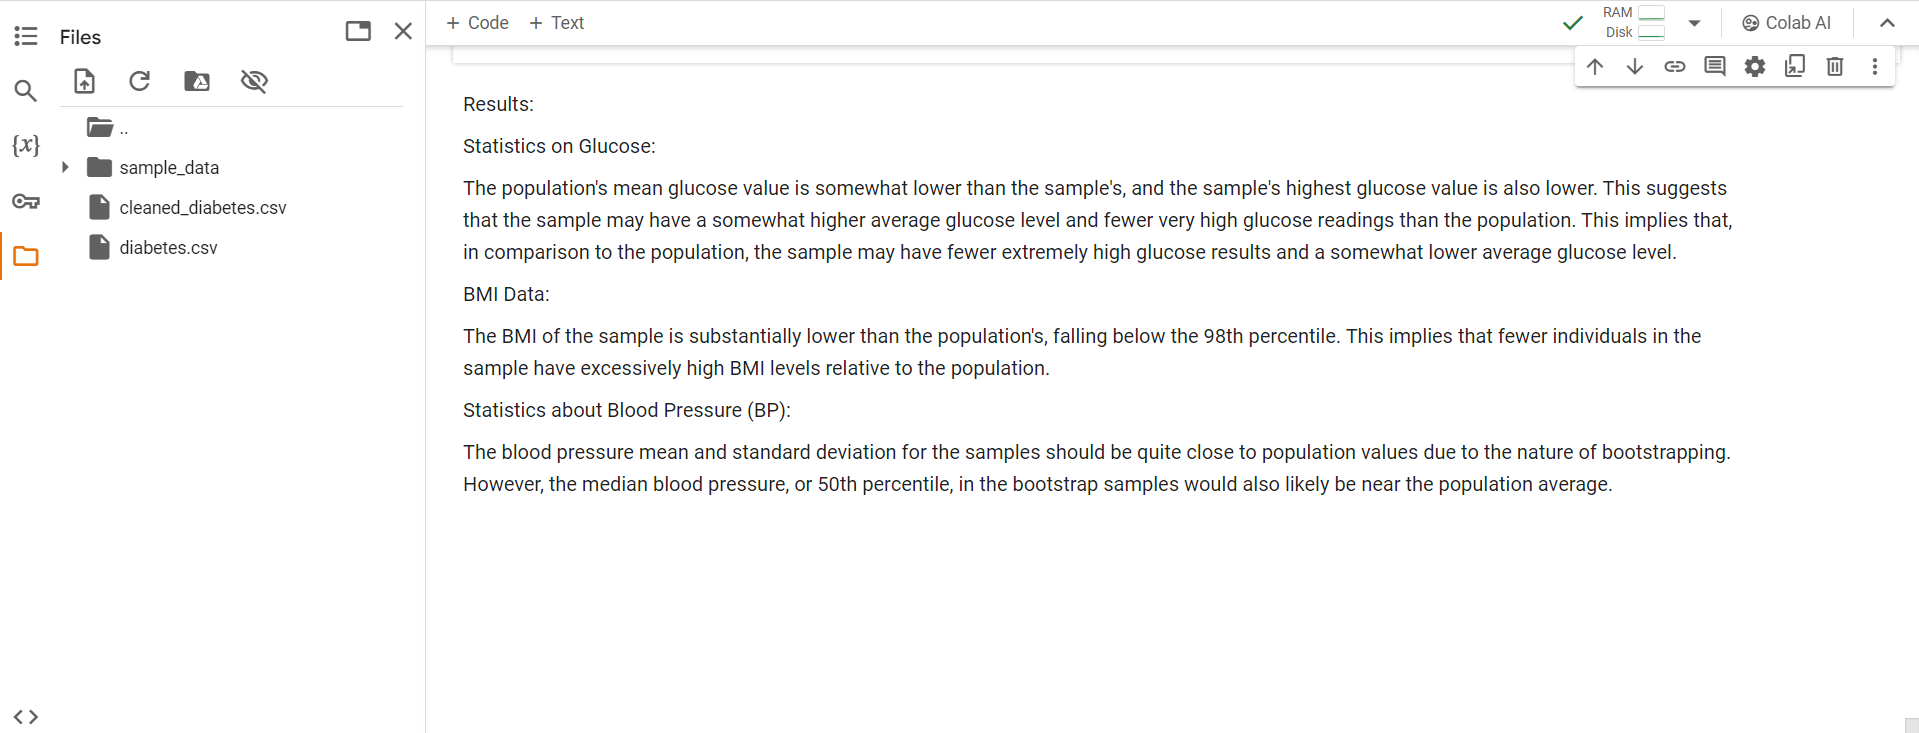 Files
..
sample_data
cleaned_diabetes.csv
diabetes.csv
{x}
+ Code + Text
RAM
Disk
Colab AI
Results:
Statistics on Glucose:
The population's mean glucose value is somewhat lower than the sample's, and the sample's highest glucose value is also lower. This suggests
that the sample may have a somewhat higher average glucose level and fewer very high glucose readings than the population. This implies that,
in comparison to the population, the sample may have fewer extremely high glucose results and a somewhat lower average glucose level.
BMI Data:
The BMI of the sample is substantially lower than the population's, falling below the 98th percentile. This implies that fewer individuals in the
sample have excessively high BMI levels relative to the population.
Statistics about Blood Pressure (BP):
The blood pressure mean and standard deviation for the samples should be quite close to population values due to the nature of bootstrapping.
However, the median blood pressure, or 50th percentile, in the bootstrap samples would also likely be near the population average.